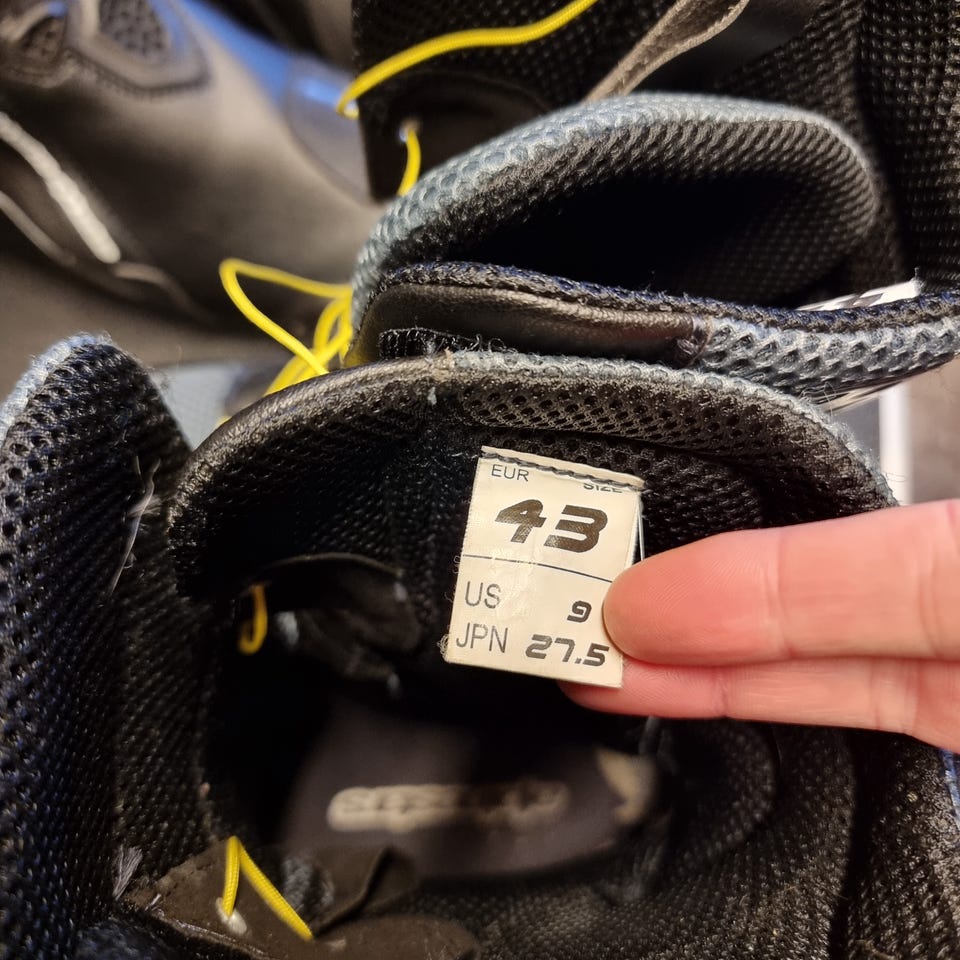 EUR SIZE
43
US 9
JPN 27.5